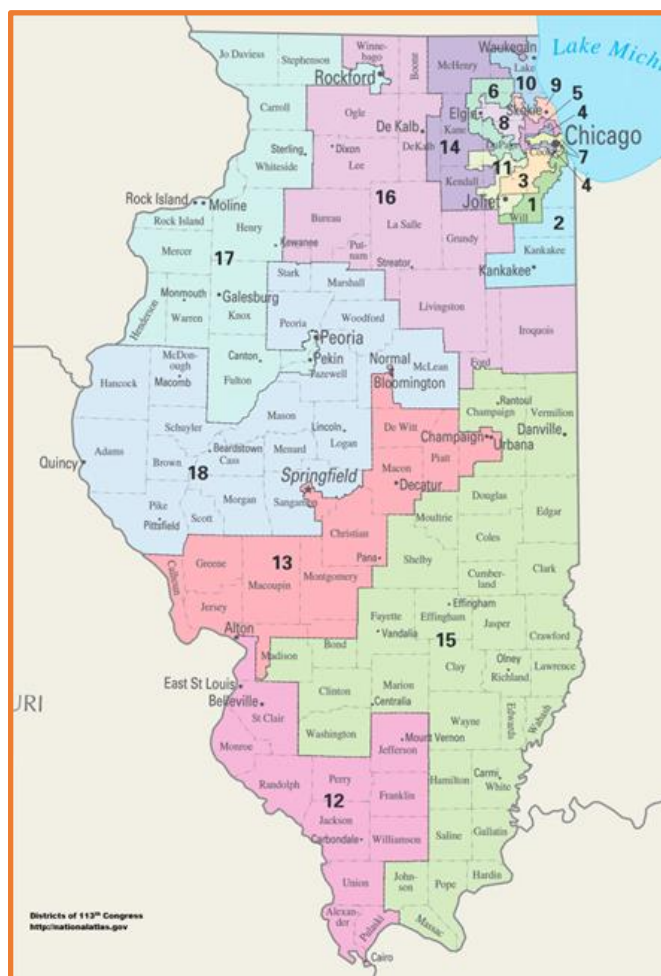 Jo Daviess
Stephenson
Winne-
bago
Boone
McHenry
Waukegan
Lake
Lake Michi
Rockford
10
9
Carroll
Ogle
6
Skokie
5
Elgin
8
4
De Kalb
Kane
DuPage
Chicago
Sterling
Dixon
Lee
DeKalb
14
7
Whiteside
11
3
4
Kendall
Joliet
1
Rock Island
Moline
16
Will
2
Rock Island
Henry
Bureau
La Salle
Grundy
Mercer
Kewanee
Put-
nam
Kankakee
17
Streator
Kankakee
Stark
Marshall
Henderson
Monmouth
Galesburg
Warren
Knox
Peoria
Woodford
Livingston
Iroquois
Peoria
Canton
Pekin
Normal
McLean
Ford
McDon-
ough
Tazewell
Bloomington
Hancock
Macomb
Fulton
Rantoul
Champaign
Vermilion
Mason
De Witt
Schuyler
Lincoln
Logan
Champaign
Danville
Adams
Beardstown
Menard
Urbana
Quincy
Brown
Cass
Piatt
18
Springfield
Macon
Decatur
Pike
Morgan
Sangamon
Douglas
Pittsfield
Scott
Moultrie
Edgar
Christian
Coles
Greene
13
Pana
Shelby
Calhoun
Macoupin
Montgomery
Cumber-
land
Clark
Jersey
Effingham
Alton
Fayette
Effingham
Jasper
Crawford
Bond
Vandalia
15
Madison
Olney
East St Louis
Clay
Richland
Lawrence
URI
Belleville
Clinton
Marion
St Clair
Centralia
Wayne
Edwards
Wabash
Washington
Monroe
Jefferson
Mount Vernon
Randolph
Perry
Hamilton
Carmi
White
12
Franklin
Jackson
Carbondale
Williamson
Saline
Gallatin
Union
John-
son
Pope
Hardin
Alexan-
der
Pulaski
Massac
Cairo
Districts of 113th Congress
http://nationalatlas.gov